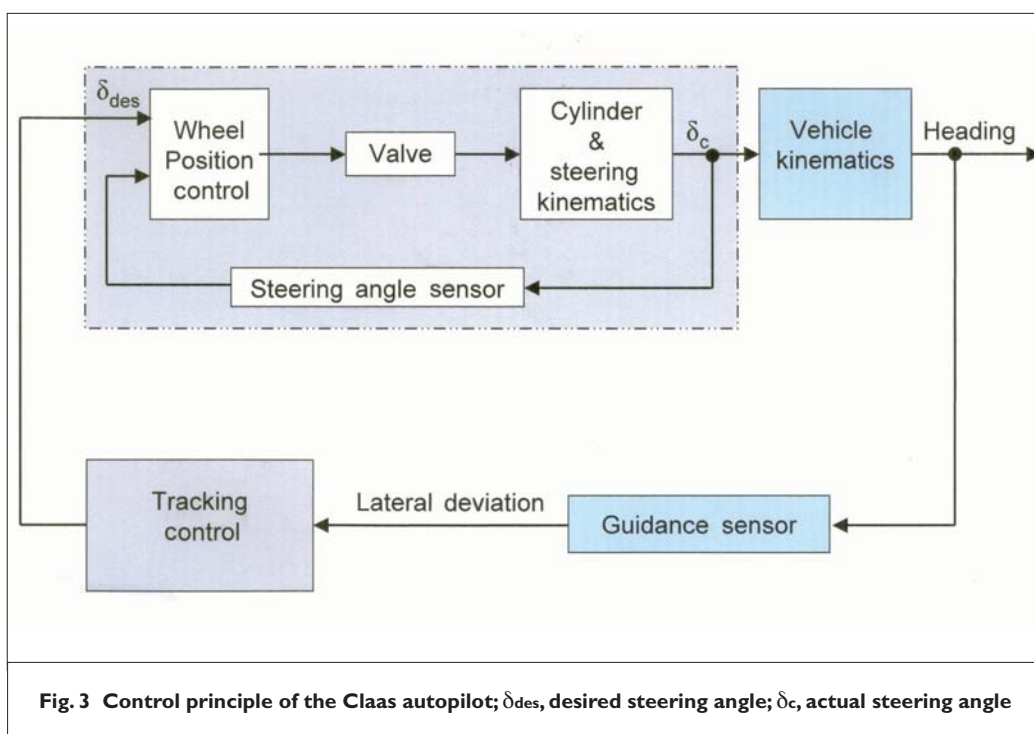 δdes
Wheel
Position
control
Valve
Cylinder
&
steering
kinematics
δc
Vehicle
kinematics
Heading
Steering angle sensor
Tracking
control
Lateral deviation
Guidance sensor
Fig. 3 Control principle of the Claas autopilot; δdes, desired steering angle; δc, actual steering angle